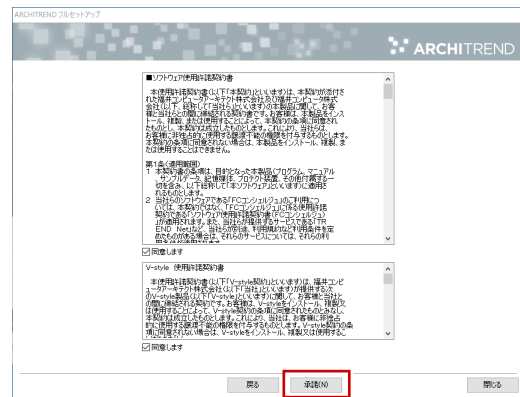 ARCHITREND フルセットアップ
ARCHITREND
■ソフトウェア使用許諾契約書
本使用許諾契約書(以下「本契約」といいます)は、本契約が添付さ
れた福井コンピュータアーキテクト株式会社及び福井コンピュータ株式
会社(以下、総称して「当社ら」といいます)の本製品に関して、お客
様と当社らとの間に締結される契約書です。お客様は、本製品をインス
トール、複製、または使用することによって、本契約の条項に同意され
たものとし、本契約は成立したものとします。これにより、当社らは、
お客様に非独占的に使用する譲渡不能の権限を付与するものとします。
本契約の条項に同意されない場合は、本製品をインストール、複製、ま
たは使用することはできません。
第1条(適用範囲)
1 本契約書の条項は、目的となった本製品(プログラム、マニュアル
、サンプルデータ、記憶媒体、プロテクト装置、その他付属する一
切を含み、以下総称して「本ソフトウェア」といいます)に適用さ
れるものとします。
2 当社らのソフトウェアである「FCコンシェルジュ」のご利用につ
いては、本契約ではなく、「FCコンシェルジュ」に係る使用許諾
契約である「ソフトウェア使用許諾契約書(FCコンシェルジュ)
」が適用されます。また、当社らが提供するサービスである「TR
END Net」など、当社らが別途、利用規約など利用条件を定
めたものがある場合は、それらのサービスについては、それらの利
用条件が適用されます。
同意します
V-style 使用許諾契約書
本使用許諾契約書(以下「V-style契約」といいます)は、福井コンピ
ュータアーキテクト株式会社(以下「当社」といいます)が提供する次
のV-style製品(以下「V-style」といいます)に関して、お客様と当社と
の間に締結される契約です。お客様は、V-styleをインストール、複製又
は使用することによって、V-style契約の条項に同意されたものとみなし、
本契約は成立したものとします。これにより、当社は、お客様に非独占
的に使用する譲渡不能の権限を付与するものとします。V-style契約の条
項に同意されない場合は、V-styleをインストール、複製又は使用するこ
同意します
戻る
承諾(N)
閉じる